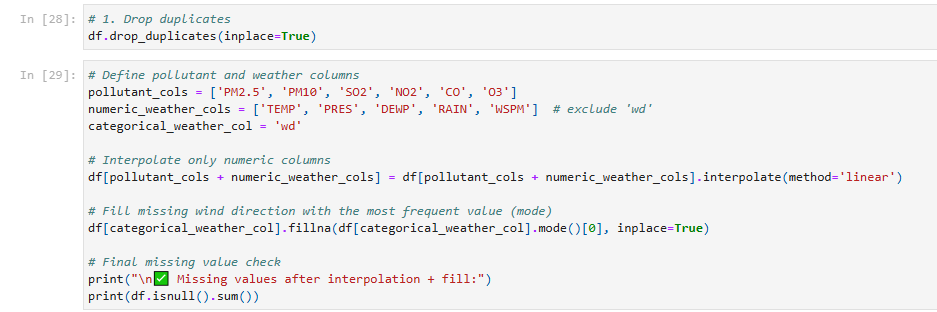 In [28]: # 1. Drop duplicates
df.drop_duplicates(inplace=True)
In [29]: # Define pollutant and weather columns
pollutant_cols = ['PM2.5', 'PM10', 'SO2', 'NO2', 'CO', 'O3']
numeric_weather_cols = ['TEMP', 'PRES', 'DEWP', 'RAIN', 'WSPM']  # exclude 'wd'
categorical_weather_col = 'wd'
# Interpolate only numeric columns
df[pollutant_cols + numeric_weather_cols] = df[pollutant_cols + numeric_weather_cols].interpolate(method='linear')
# Fill missing wind direction with the most frequent value (mode)
df[categorical_weather_col].fillna(df[categorical_weather_col].mode()[0], inplace=True)
# Final missing value check
print("\n✅ Missing values after interpolation + fill:")
print(df.isnull().sum())